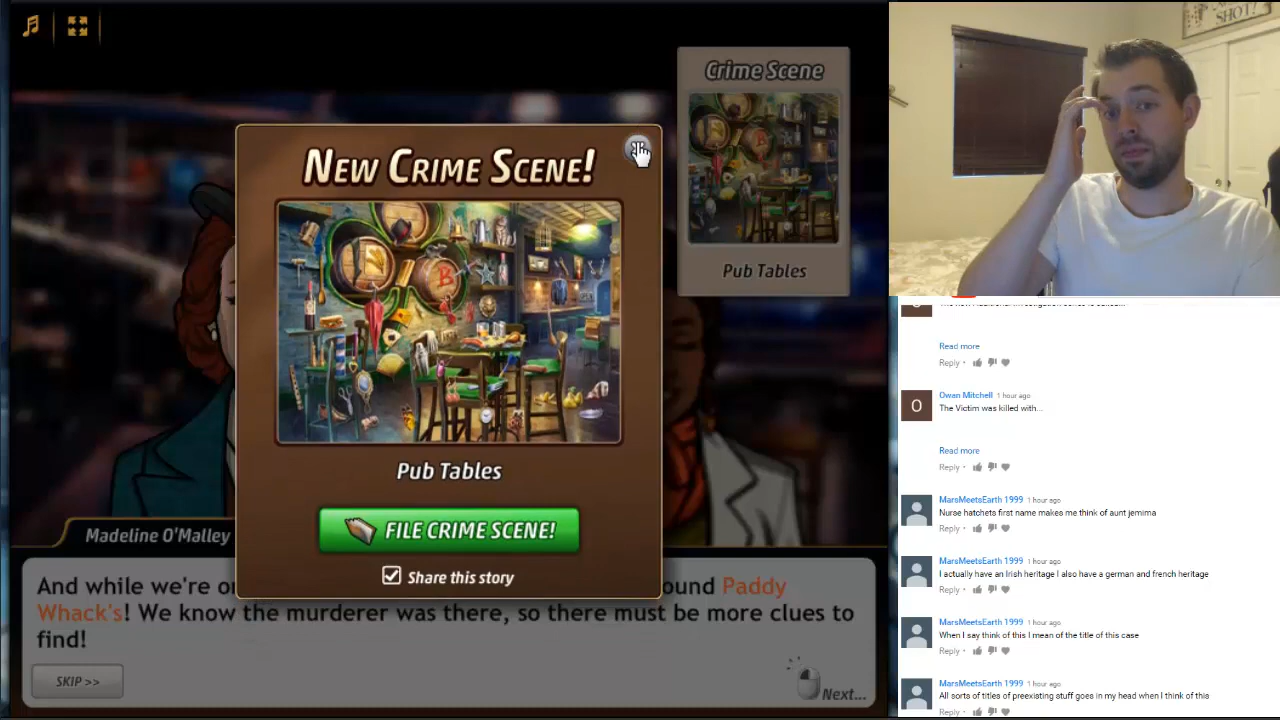 Crime Scene
Pub Tables
NEW CRIME SCENE!
B
Pub Tables
FILE CRIME SCENE!
Share this story
Madeline O'Malley
And while we're o
ound Paddy
Whack's! We know the murderer was there, so there must be more clues to
find!
SKIP >>
Next...
SHOT?
Read more
Reply
O
Owan Mitchell 1 hour ago
The Victim was killed with...
Read more
Reply
MarsMeetsEarth 1999 1 hour ago
Nurse hatchets first name makes me think of aunt jemima
Reply
MarsMeetsEarth 1999 1 hour ago
I actually have an Irish heritage I also have a german and french heritage
Reply
MarsMeetsEarth 1999 1 hour ago
When I say think of this I mean of the title of this case
Reply
MarsMeetsEarth 1999 1 hour ago
All sorts of titles of preexisting stuff goes in my head when I think of this
Reply